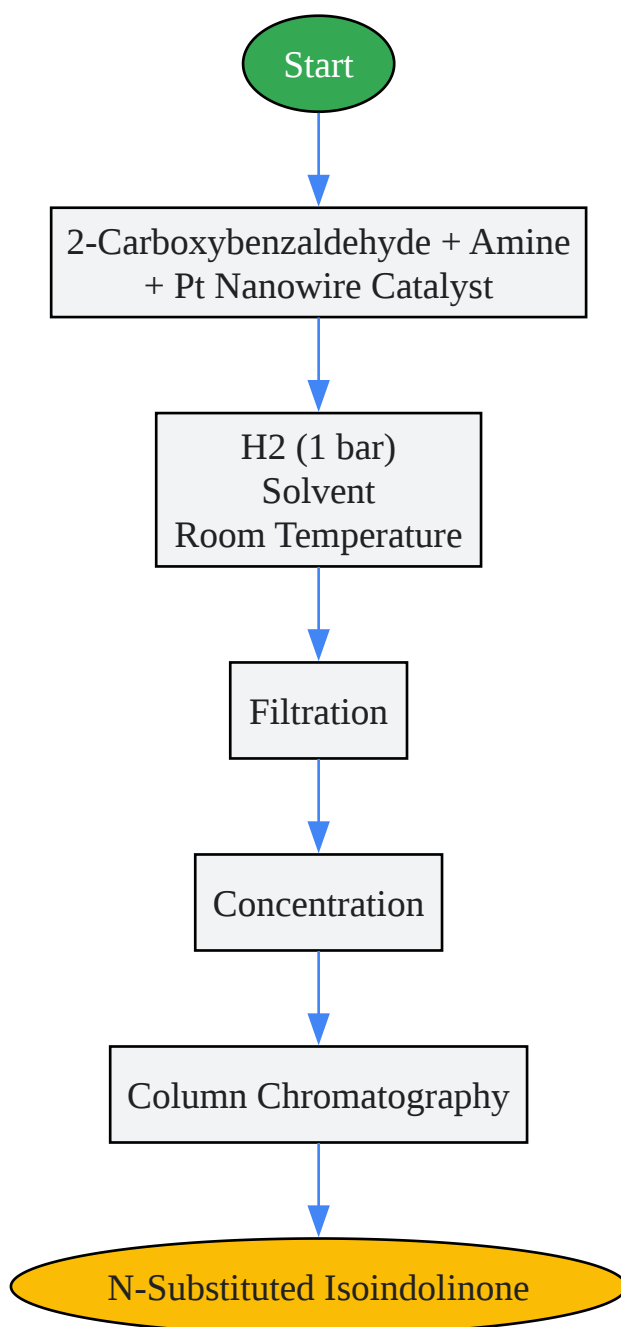 Start
2-Carboxybenzaldehyde + Amine
+ Pt Nanowire Catalyst
H2 (1 bar)
Solvent
Room Temperature
Filtration
Concentration
Column Chromatography
N-Substituted Isoindolinone